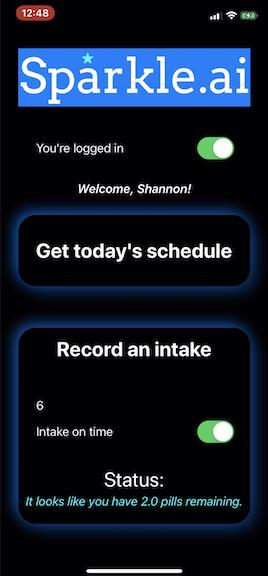 12:48
Sparkle.ai
You're logged in
Welcome, Shannon!
Get today's schedule
Record an intake
6
Intake on time
Status:
It looks like you have 2.0 pills remaining.